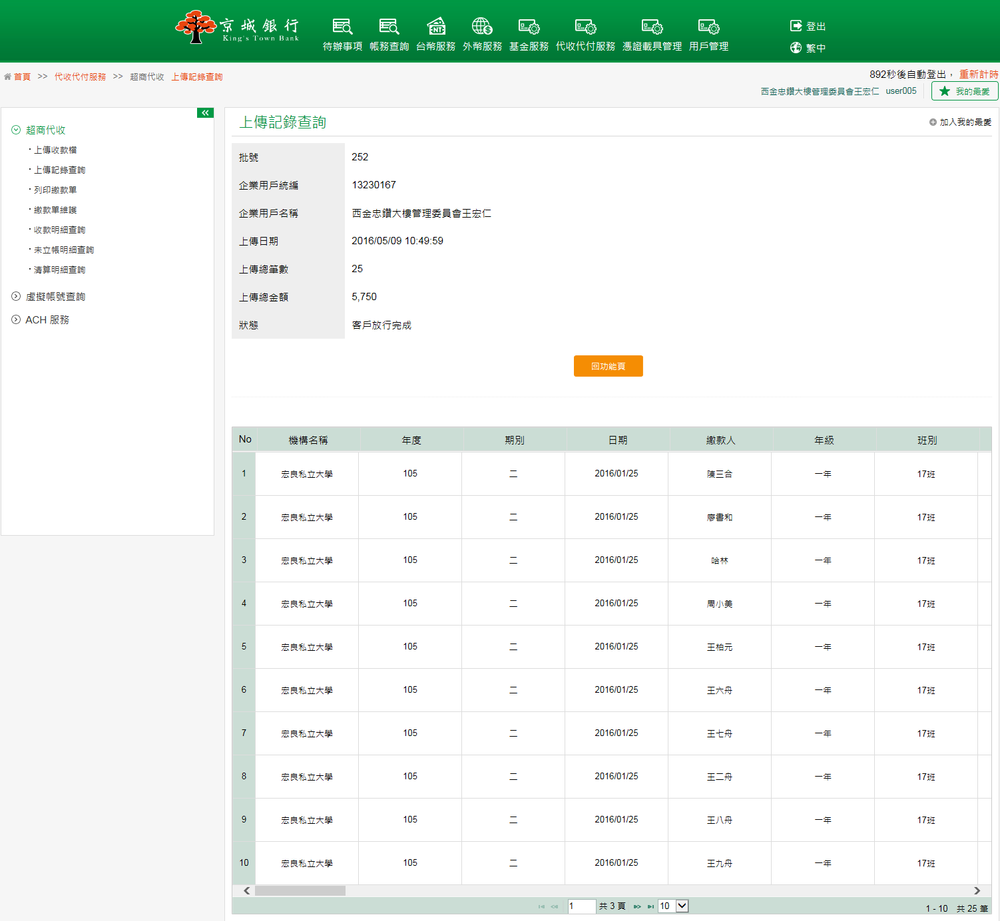 京城銀行
King's Town Bank
待辦事項 帳務查詢 台幣服務 外幣服務 基金服務 代收代付服務 憑證載具管理 用戶管理
NT
登出
繁中
首頁 >> 代收代付服務 >> 超商代收 上傳記錄查詢
892秒後自動登出， 重新計時
西金忠鑽大樓管理委員會王宏仁 user005 我的最愛
超商代收
・上傳收款檔
・上傳記錄查詢
・列印繳款單
・繳款單維護
・收款明細查詢
・未立帳明細查詢
・清算明細查詢
虛擬帳號查詢
ACH 服務
上傳記錄查詢
加入我的最愛
批號 252
企業用戶統編 13230167
企業用戶名稱 西金忠鑽大樓管理委員會王宏仁
上傳日期 2016/05/09 10:49:59
上傳總筆數 25
上傳總金額 5,750
狀態 客戶放行完成
回功能頁
No 機構名稱 年度 期別 日期 繳款人 年級 班別
1 宏良私立大學 105 二 2016/01/25 陳三合 一年 17班
2 宏良私立大學 105 二 2016/01/25 廖書和 一年 17班
3 宏良私立大學 105 二 2016/01/25 哈林 一年 17班
4 宏良私立大學 105 二 2016/01/25 周小美 一年 17班
5 宏良私立大學 105 二 2016/01/25 王柏元 一年 17班
6 宏良私立大學 105 二 2016/01/25 王六舟 一年 17班
7 宏良私立大學 105 二 2016/01/25 王七舟 一年 17班
8 宏良私立大學 105 二 2016/01/25 王二舟 一年 17班
9 宏良私立大學 105 二 2016/01/25 王八舟 一年 17班
10 宏良私立大學 105 二 2016/01/25 王九舟 一年 17班
1 共 3 頁 10
1 - 10 共 25 筆